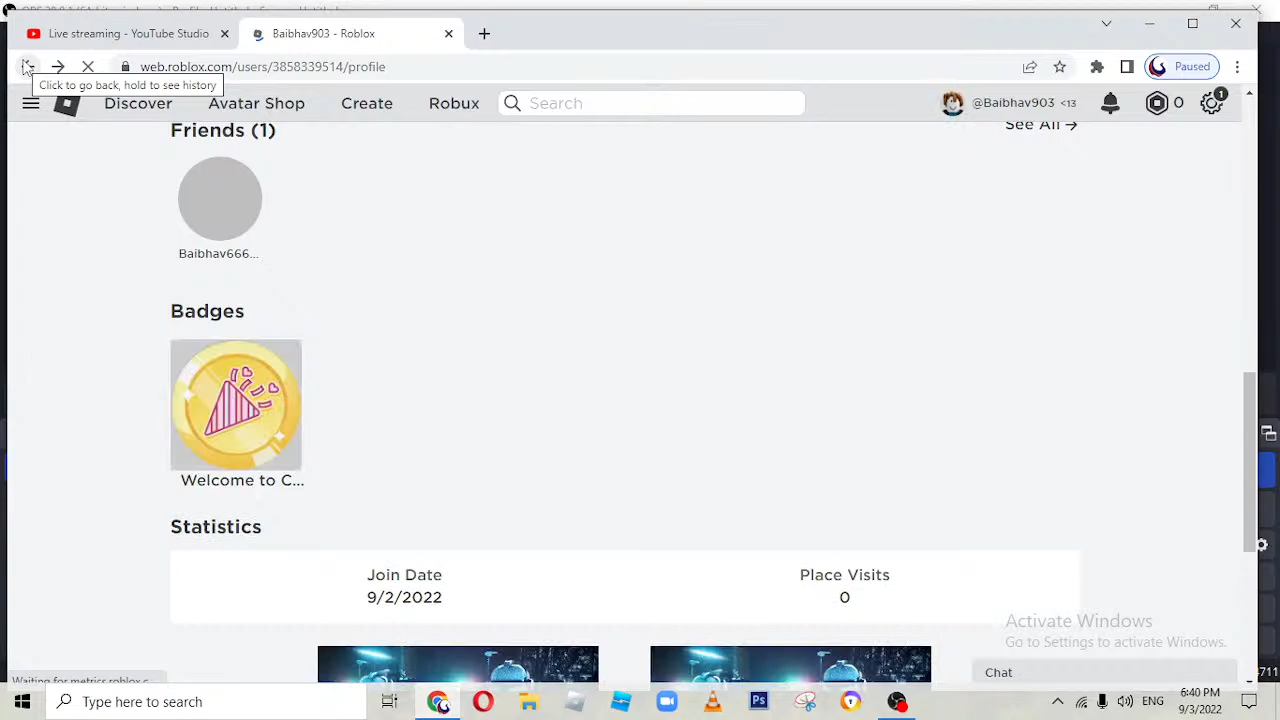 Live streaming - YouTube Studio
Baibhav903 - Roblox
web.roblox.com/users/3858339514/profile
Paused
Click to go back, hold to see history
Discover
Avatar Shop
Create
Robux
Search
@Baibhav903 <13
0
1
Friends (1)
See All
Baibhav666...
Badges
Welcome to C...
Statistics
Join Date
Place Visits
9/2/2022
0
Activate Windows
Go to Settings to activate Windows.
Chat
Type here to search
Ps
ENG
6:40 PM
9/3/2022